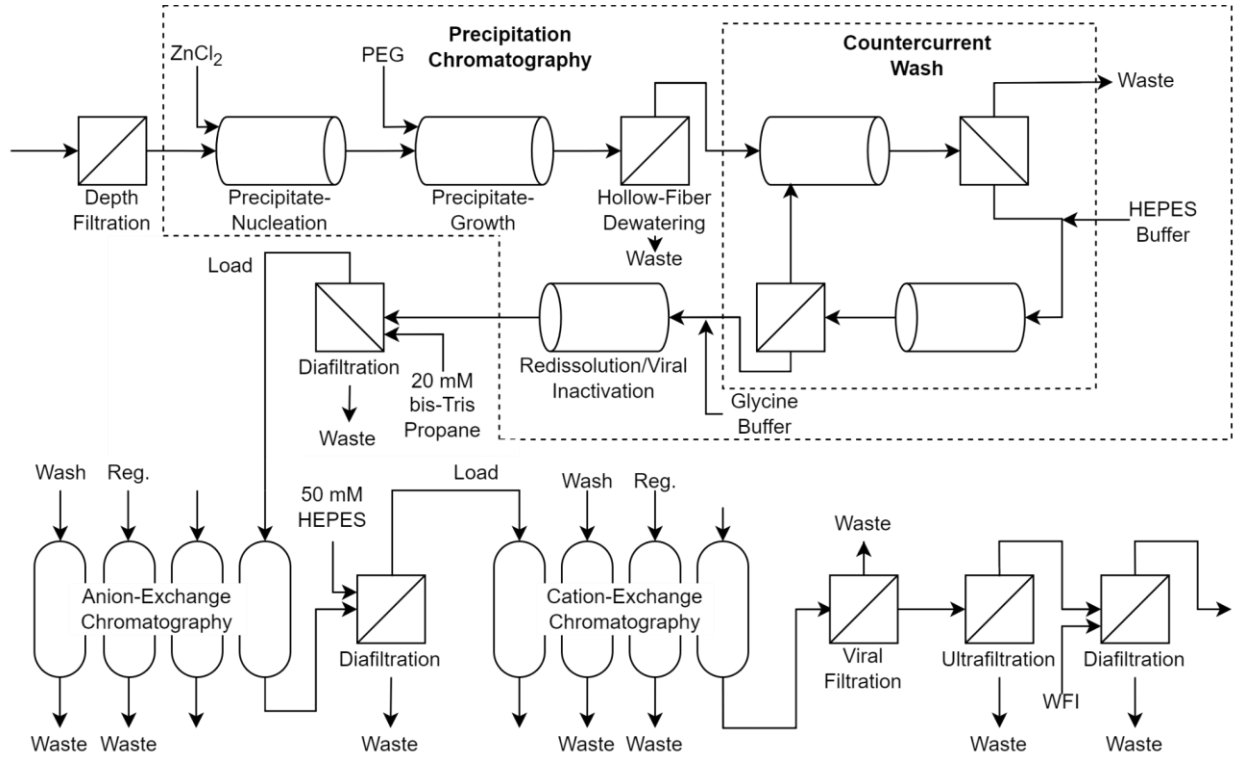 Precipitation
Chromatography
Countercurrent
Wash
ZnCl₂
PEG
Waste
Depth
Filtration
Precipitate-
Nucleation
Precipitate-
Growth
Hollow-Fiber
Dewatering
Waste
HEPES
Buffer
Load
Diafiltration
Waste
20 mM
bis-Tris
Propane
Redissolution/Viral
Inactivation
Glycine
Buffer
Wash
Reg.
50 mM
HEPES
Load
Wash
Reg.
Waste
Anion-Exchange
Chromatography
Diafiltration
Cation-Exchange
Chromatography
Viral
Filtration
Ultrafiltration
Diafiltration
WFI
Waste
Waste
Waste
Waste
Waste
Waste
Waste